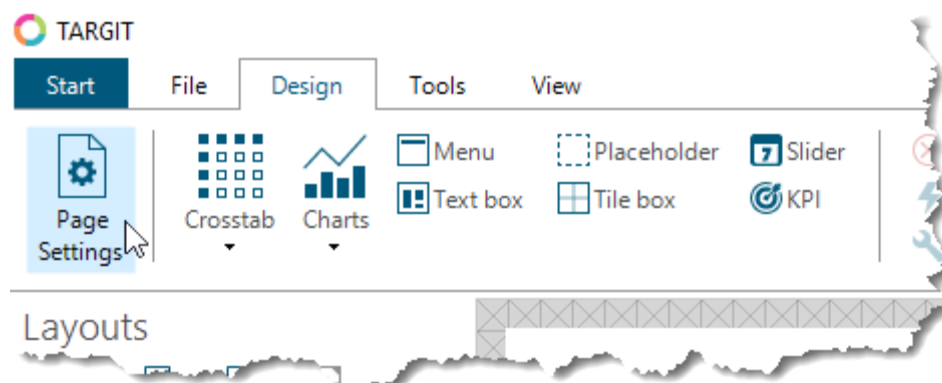 TARGIT
Start File Design Tools View
Menu Placeholder 7 Slider
Text box Tile box KPI
Page Settings
Crosstab Charts
Layouts